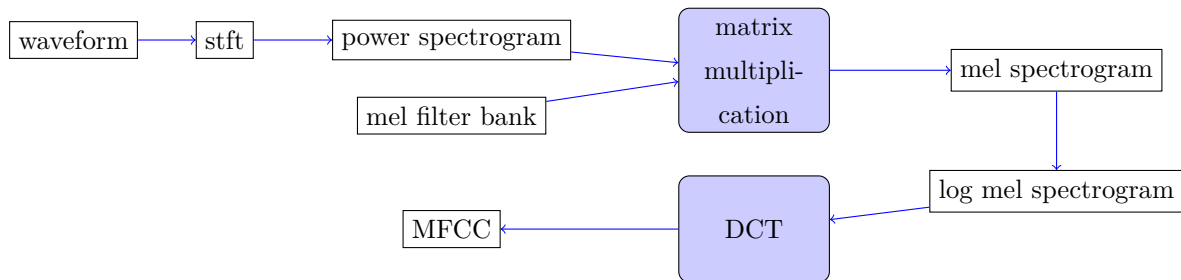 waveform
stft
power spectrogram
mel filter bank
matrix
multipli-
cation
mel spectrogram
log mel spectrogram
DCT
MFCC